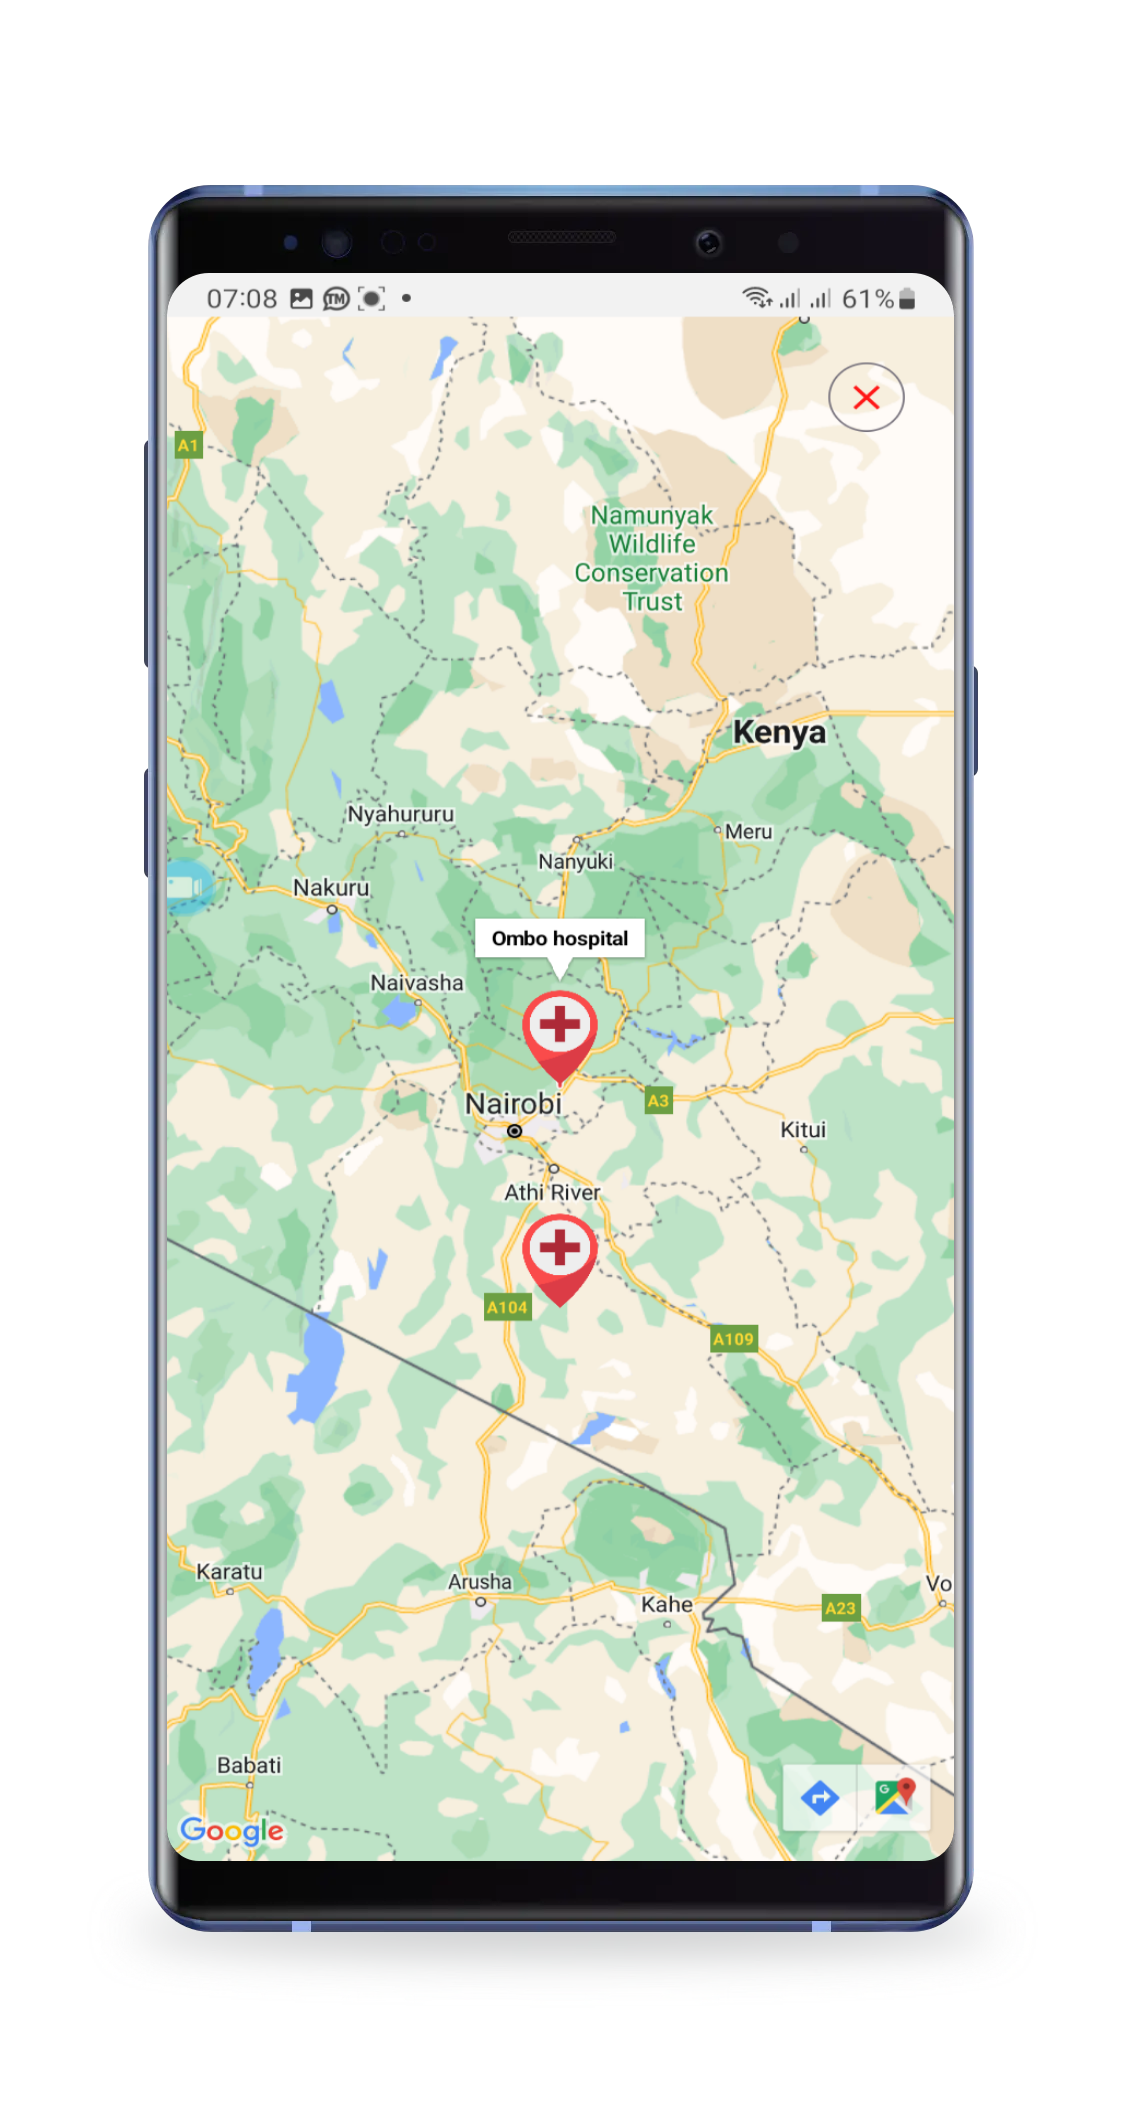 07:08 TM 61%
A1
Namunyak
Wildlife
Conservation
Trust
Kenya
Nyahururu
Meru
Nanyuki
Nakuru
Ombo hospital
Naivasha
Nairobi
A3
Kitui
Athi River
A104
A109
Karatu
Arusha
Kahe
Vo
A23
Babati
G
Google